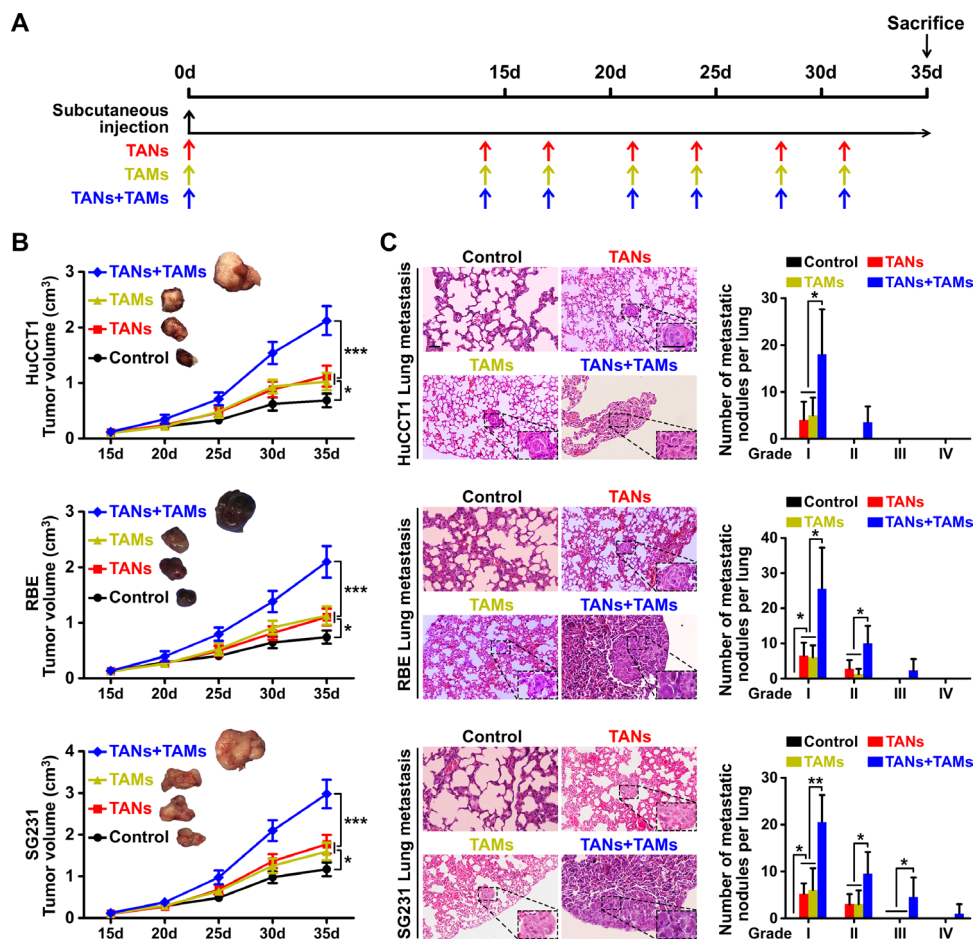 A
Sacrifice
0d 15d 20d 25d 30d 35d
Subcutaneous
injection
TANs
TAMs
TANs+TAMs
B
HuCCT1
Tumor volume (cm³)
3
2
1
0
TANs+TAMs
TAMs
TANs
Control
***
*
15d 20d 25d 30d 35d
RBE
Tumor volume (cm³)
3
2
1
0
TANs+TAMs
TAMs
TANs
Control
***
*
15d 20d 25d 30d 35d
SG231
Tumor volume (cm³)
4
3
2
1
0
TANs+TAMs
TAMs
TANs
Control
***
*
15d 20d 25d 30d 35d
C
HuCCT1 Lung metastasis
Control TANs
TAMs TANs+TAMs
Control TANs
TAMs TANs+TAMs
Number of metastatic
nodules per lung
30
20
10
0
*
Grade I II III IV
RBE Lung metastasis
Control TANs
TAMs TANs+TAMs
Control TANs
TAMs TANs+TAMs
Number of metastatic
nodules per lung
40
30
20
10
0
* * *
Grade I II III IV
SG231 Lung metastasis
Control TANs
TAMs TANs+TAMs
Control TANs
TAMs TANs+TAMs
Number of metastatic
nodules per lung
30
20
10
0
* ** * *
Grade I II III IV